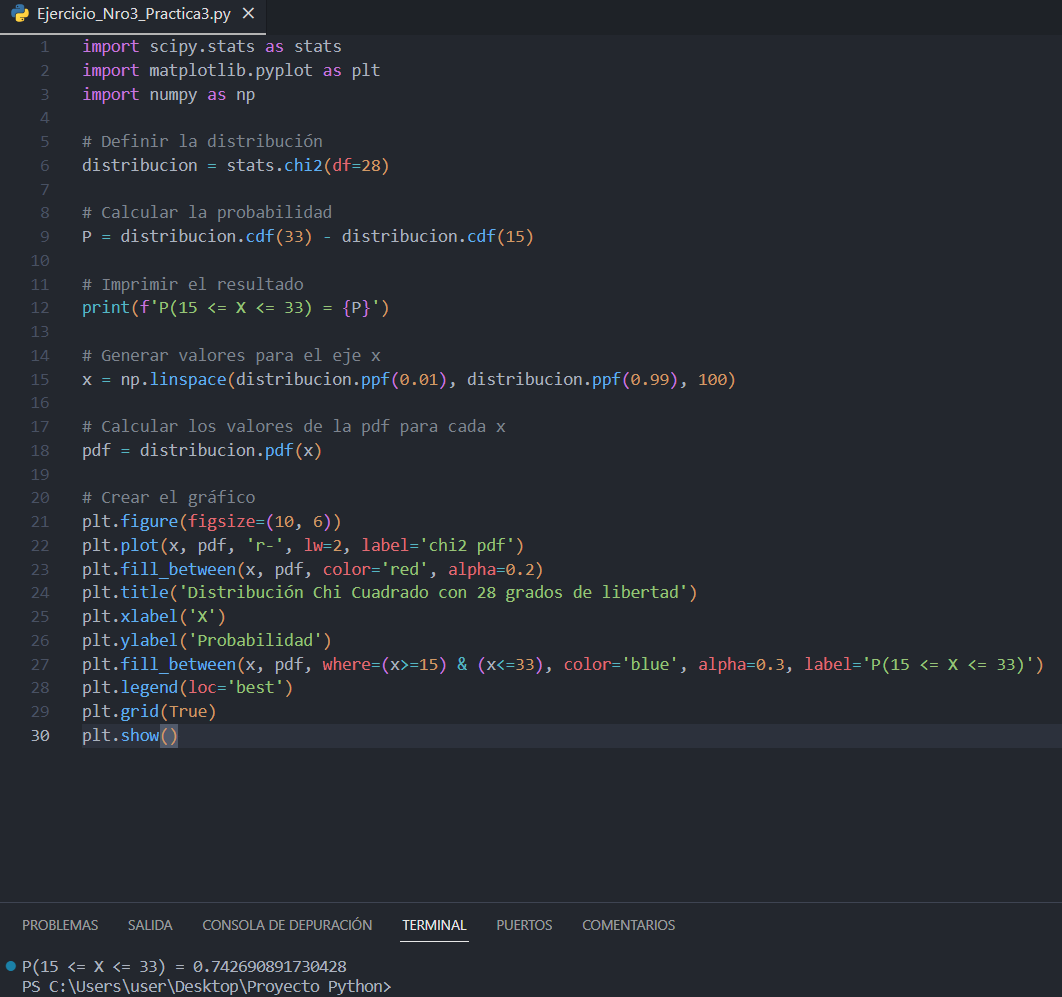 Ejercicio_Nro3_Practica3.py ×
1 import scipy.stats as stats
2 import matplotlib.pyplot as plt
3 import numpy as np
4
5 # Definir la distribución
6 distribucion = stats.chi2(df=28)
7
8 # Calcular la probabilidad
9 P = distribucion.cdf(33) - distribucion.cdf(15)
10
11 # Imprimir el resultado
12 print(f'P(15 <= X <= 33) = {P}')
13
14 # Generar valores para el eje x
15 x = np.linspace(distribucion.ppf(0.01), distribucion.ppf(0.99), 100)
16
17 # Calcular los valores de la pdf para cada x
18 pdf = distribucion.pdf(x)
19
20 # Crear el gráfico
21 plt.figure(figsize=(10, 6))
22 plt.plot(x, pdf, 'r-', lw=2, label='chi2 pdf')
23 plt.fill_between(x, pdf, color='red', alpha=0.2)
24 plt.title('Distribución Chi Cuadrado con 28 grados de libertad')
25 plt.xlabel('X')
26 plt.ylabel('Probabilidad')
27 plt.fill_between(x, pdf, where=(x>=15) & (x<=33), color='blue', alpha=0.3, label='P(15 <= X <= 33)')
28 plt.legend(loc='best')
29 plt.grid(True)
30 plt.show()
PROBLEMAS SALIDA CONSOLA DE DEPURACIÓN TERMINAL PUERTOS COMENTARIOS
P(15 <= X <= 33) = 0.742690891730428
PS C:\Users\user\Desktop\Proyecto Python>